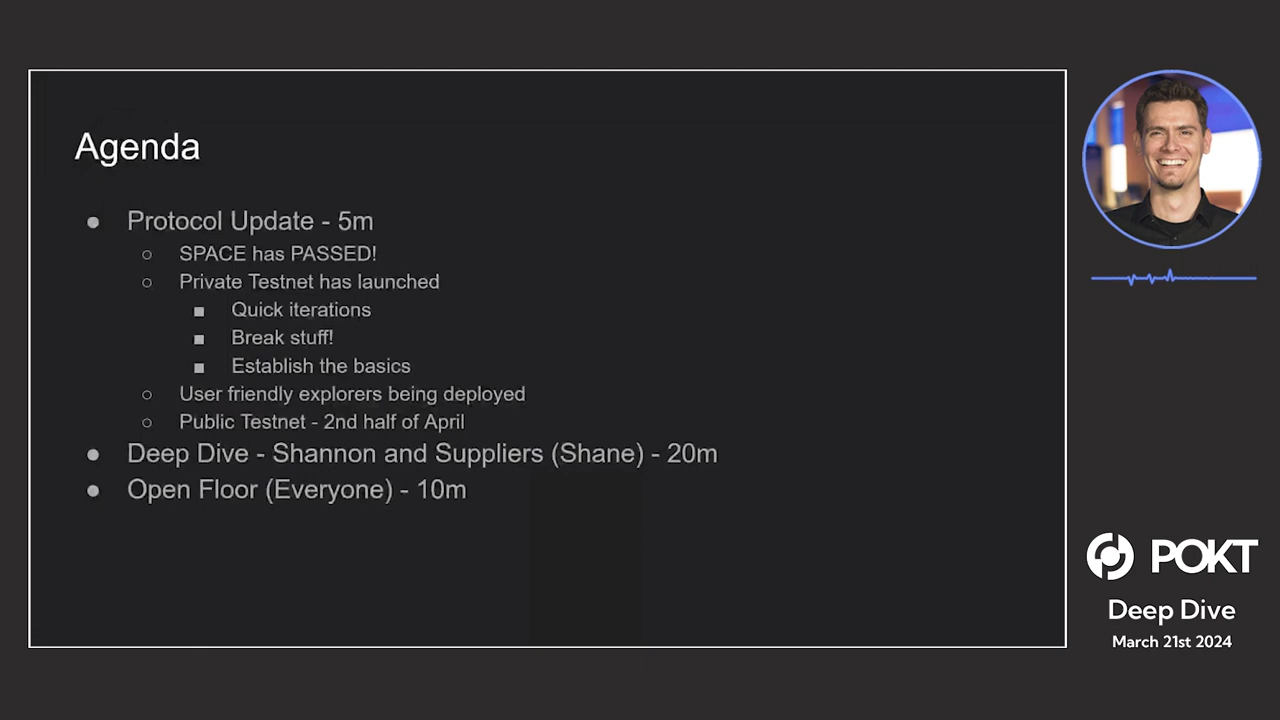 Agenda
● Protocol Update - 5m
○ SPACE has PASSED!
○ Private Testnet has launched
■ Quick iterations
■ Break stuff!
■ Establish the basics
○ User friendly explorers being deployed
○ Public Testnet - 2nd half of April
● Deep Dive - Shannon and Suppliers (Shane) - 20m
● Open Floor (Everyone) - 10m
POKT
Deep Dive
March 21st 2024